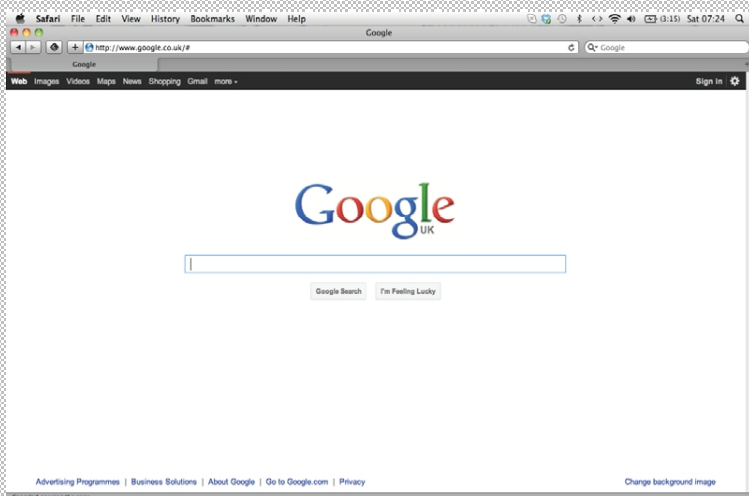 Safari File Edit View History Bookmarks Window Help (3:15) Sat 07:24
Google
http://www.google.co.uk/# Google
Google
Web Images Videos Maps News Shopping Gmail more Sign in
Google
UK
Google Search I'm Feeling Lucky
Advertising Programmes | Business Solutions | About Google | Go to Google.com | Privacy Change background image